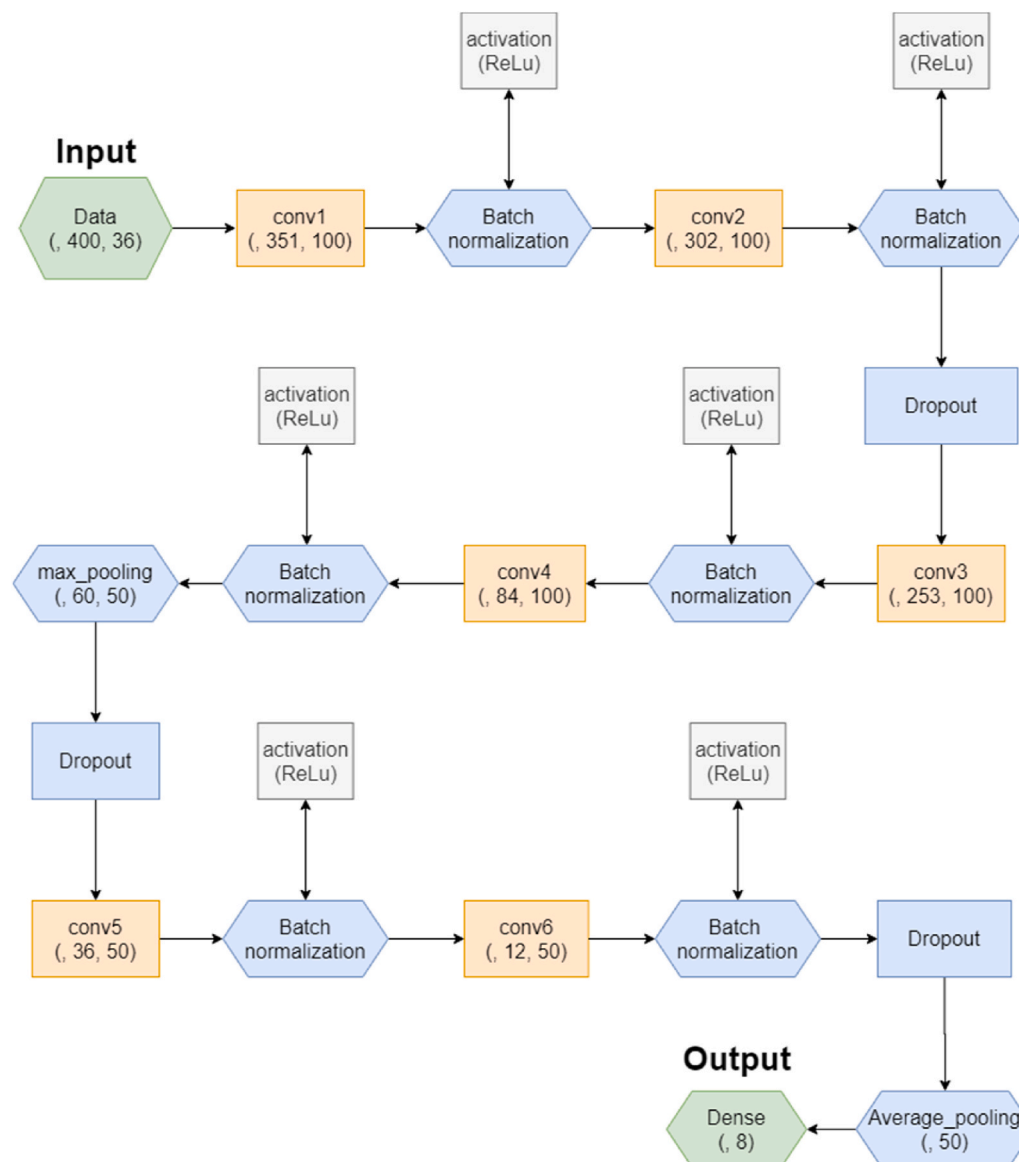 activation
(ReLu)
activation
(ReLu)
Input
Data
(, 400, 36)
conv1
(, 351, 100)
Batch
normalization
conv2
(, 302, 100)
Batch
normalization
activation
(ReLu)
activation
(ReLu)
Dropout
max_pooling
(, 60, 50)
Batch
normalization
conv4
(, 84, 100)
Batch
normalization
conv3
(, 253, 100)
Dropout
activation
(ReLu)
activation
(ReLu)
conv5
(, 36, 50)
Batch
normalization
conv6
(, 12, 50)
Batch
normalization
Dropout
Output
Dense
(, 8)
Average_pooling
(, 50)